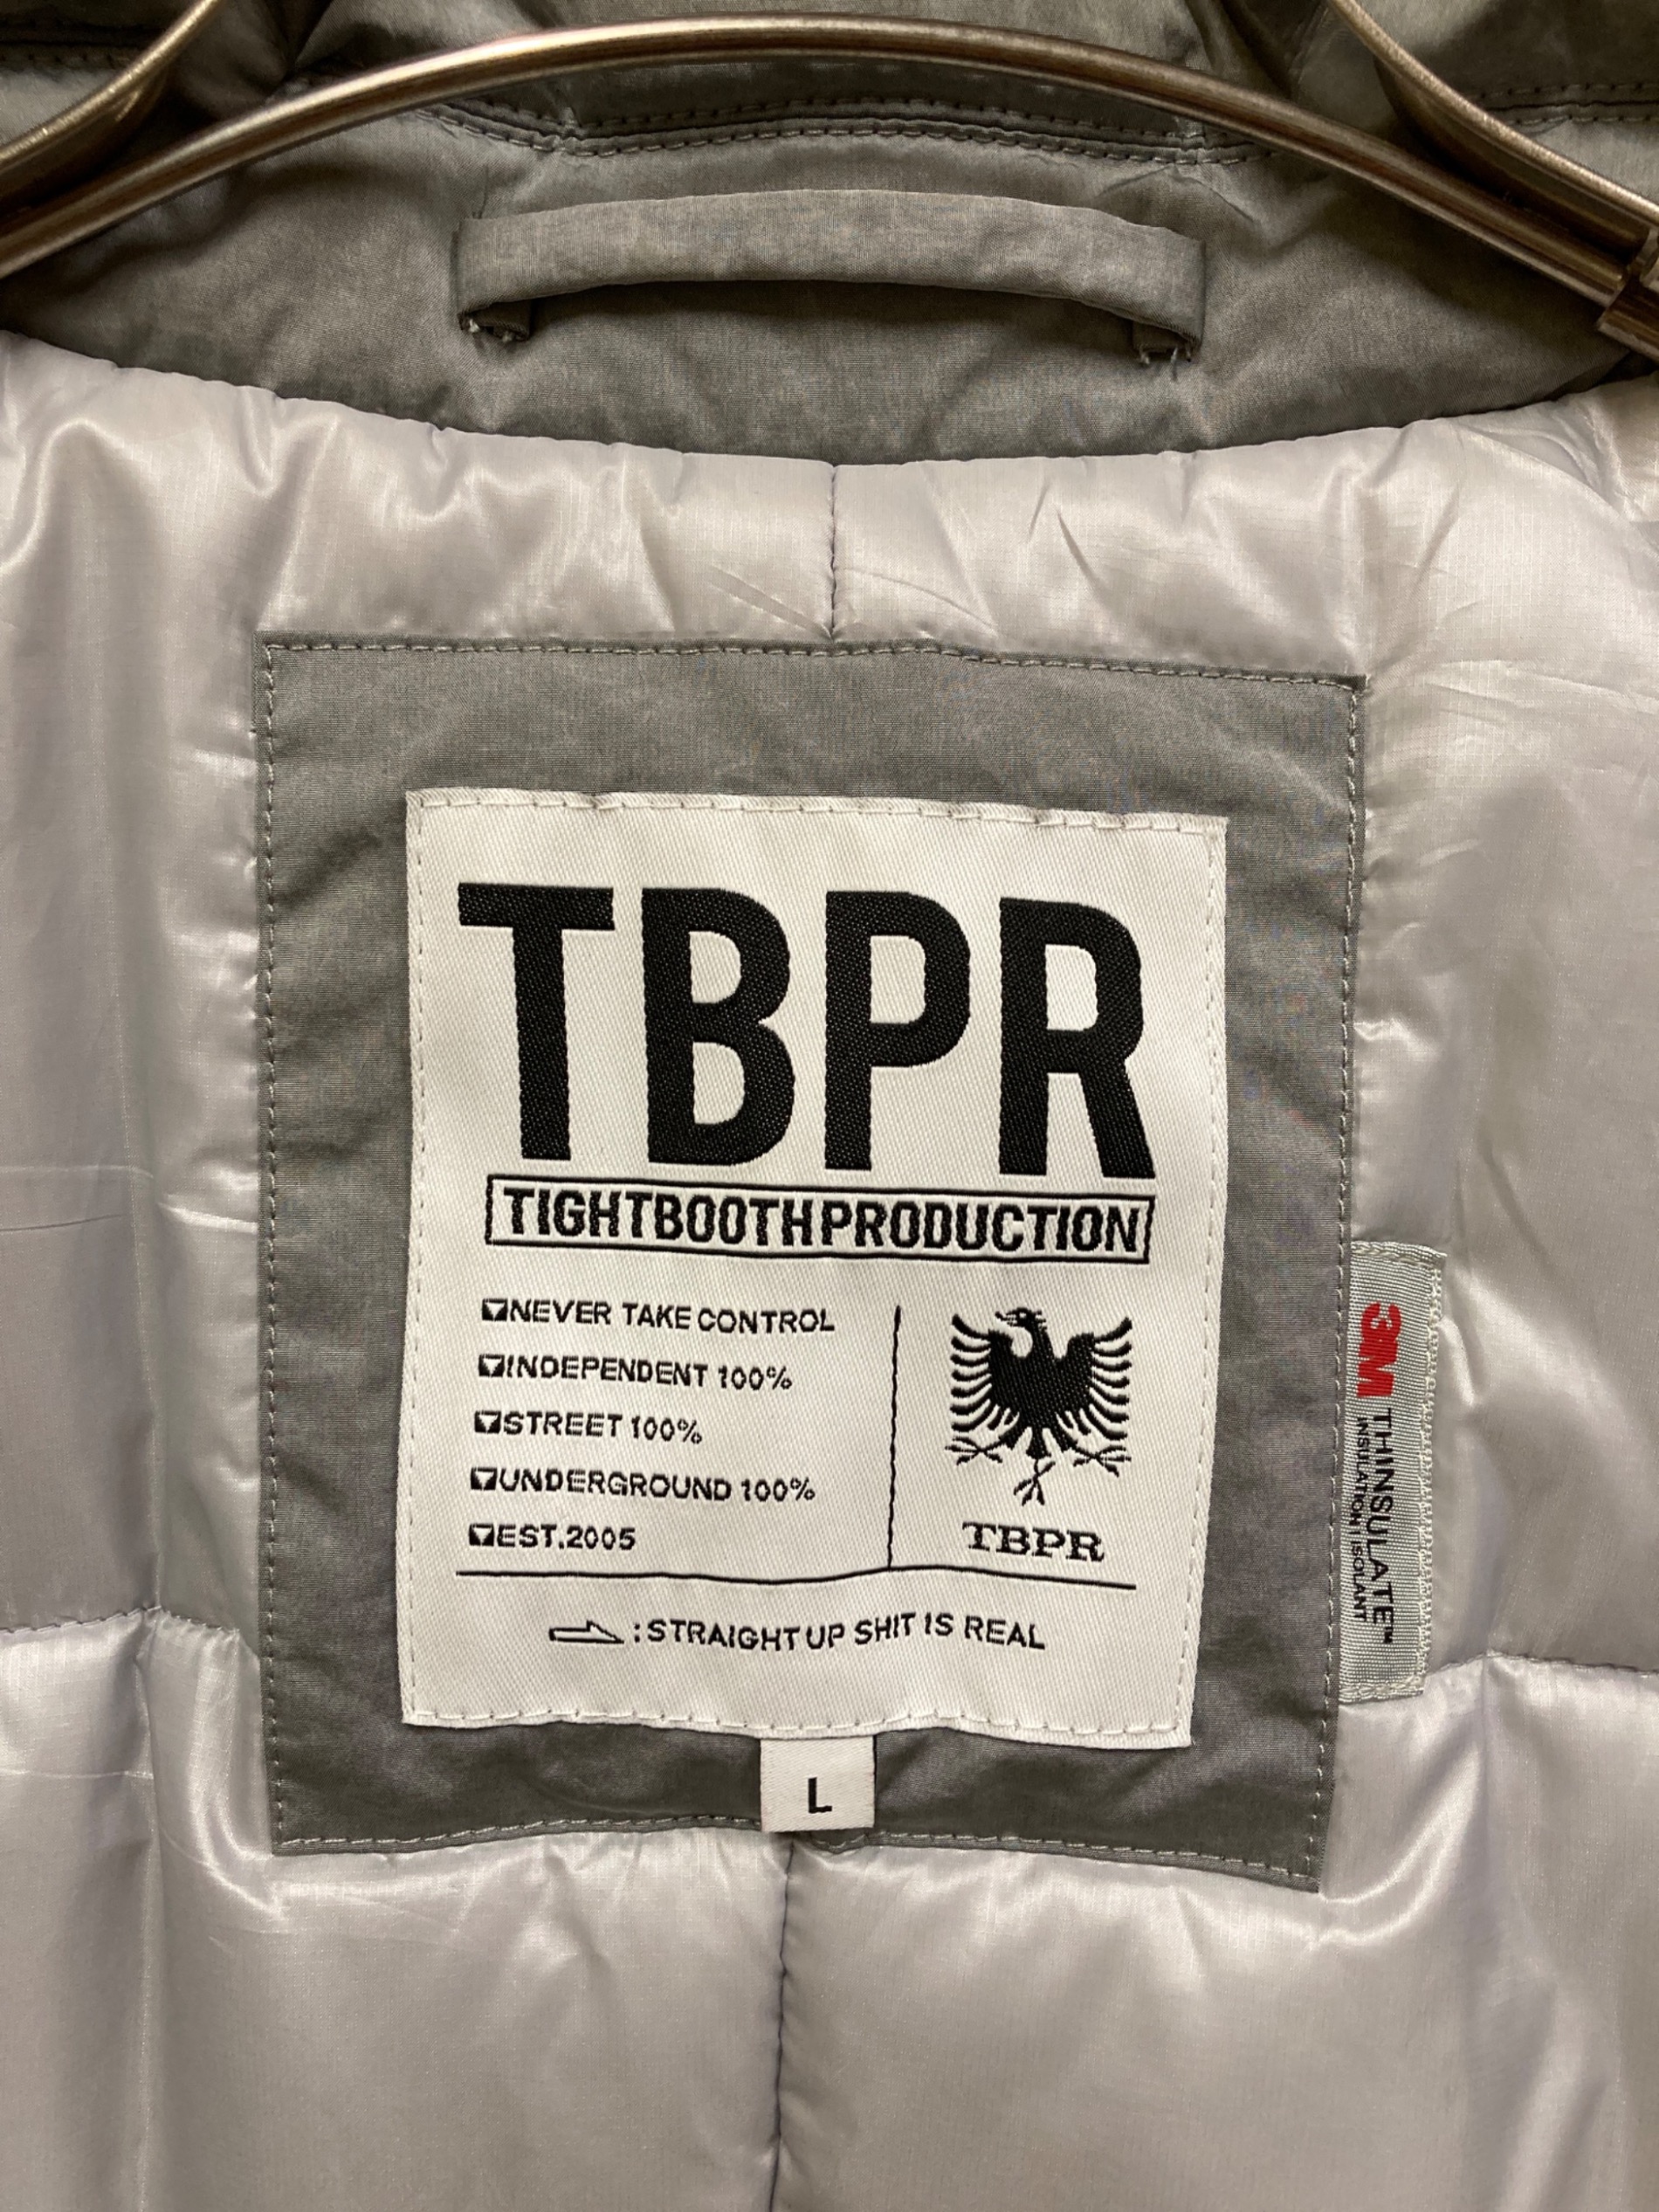 TBPR
TIGHTBOOTHPRODUCTION
NEVER TAKE CONTROL
INDEPENDENT 100%
STREET 100%
UNDERGROUND 100%
EST.2005
TBPR
:STRAIGHT UP SHIT IS REAL
L
3M
THINSULATE™
INSULATION | ISOLANT